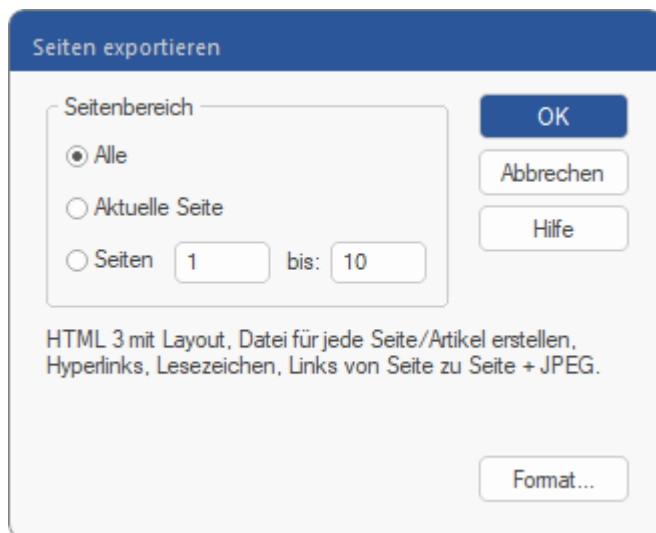 Seiten exportieren
Seitenbereich
OK
Alle
Abbrechen
Aktuelle Seite
Hilfe
Seiten 1 bis: 10
HTML 3 mit Layout, Datei für jede Seite/Artikel erstellen,
Hyperlinks, Lesezeichen, Links von Seite zu Seite + JPEG.
Format...